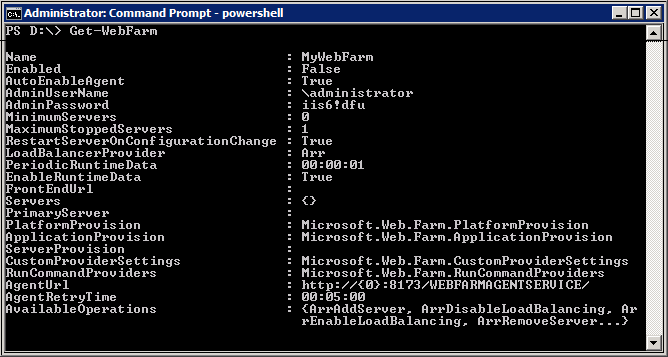 Administrator: Command Prompt - powershell
PS D:\> Get-WebFarm
Name : MyWebFarm
Enabled : False
AutoEnableAgent : True
AdminUserName : \administrator
AdminPassword : iis6!dfu
MinimumServers : 0
MaximumStoppedServers : 1
RestartServerOnConfigurationChange : True
LoadBalancerProvider : Arr
PeriodicRuntimeData : 00:00:01
EnableRuntimeData : True
FrontEndUrl :
Servers : {}
PrimaryServer :
PlatformProvision : Microsoft.Web.Farm.PlatformProvision
ApplicationProvision : Microsoft.Web.Farm.ApplicationProvision
ServerProvision :
CustomProviderSettings : Microsoft.Web.Farm.CustomProviderSettings
RunCommandProviders : Microsoft.Web.Farm.RunCommandProviders
AgentUrl : http://{0}:8173/WEBFARMAGENTSERVICE/
AgentRetryTime : 00:05:00
AvailableOperations : {ArrAddServer, ArrDisableLoadBalancing, Ar
rEnableLoadBalancing, ArrRemoveServer...}